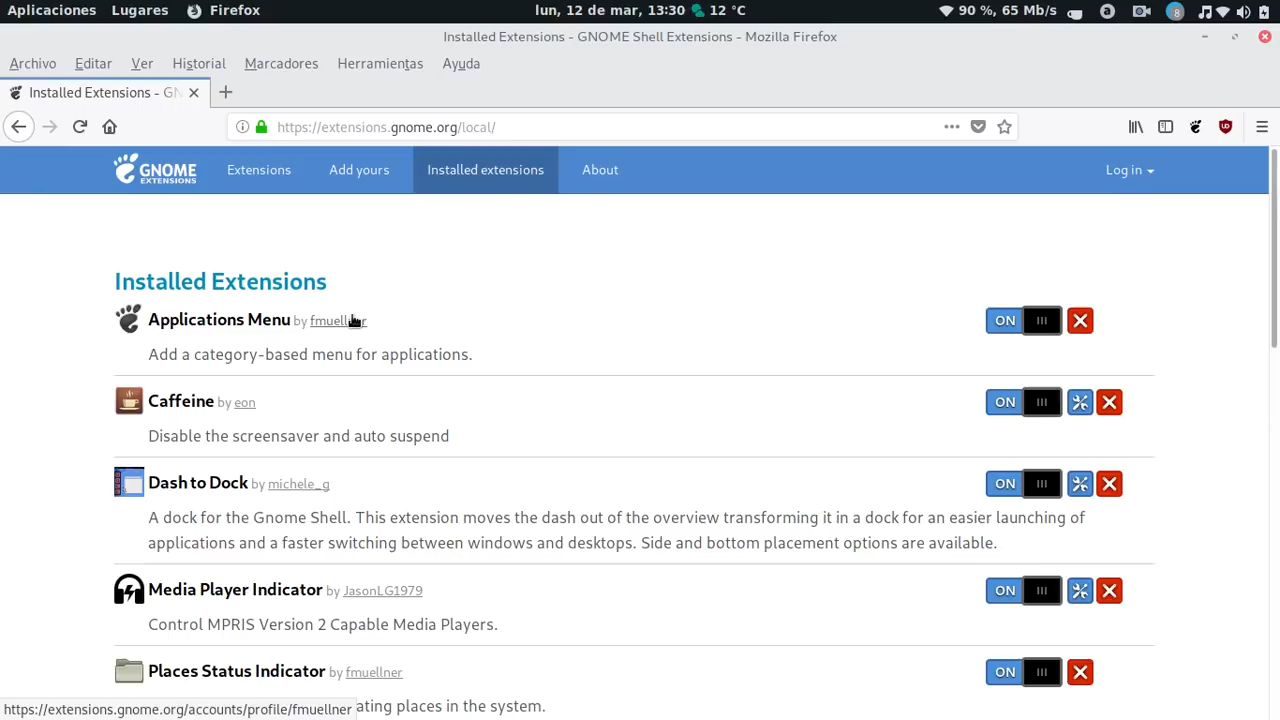 Aplicaciones Lugares Firefox lun, 12 de mar, 13:30 12 °C 90 %, 65 Mb/s a 8
Installed Extensions - GNOME Shell Extensions - Mozilla Firefox
Archivo Editar Ver Historial Marcadores Herramientas Ayuda
Installed Extensions - GN
https://extensions.gnome.org/local/
GNOME EXTENSIONS Extensions Add yours Installed extensions About Log in
Installed Extensions
Applications Menu by fmuellner ON
Add a category-based menu for applications.
Caffeine by eon ON
Disable the screensaver and auto suspend
Dash to Dock by michele_g ON
A dock for the Gnome Shell. This extension moves the dash out of the overview transforming it in a dock for an easier launching of
applications and a faster switching between windows and desktops. Side and bottom placement options are available.
Media Player Indicator by JasonLG1979 ON
Control MPRIS Version 2 Capable Media Players.
Places Status Indicator by fmuellner ON
https://extensions.gnome.org/accounts/profile/fmuellner ating places in the system.